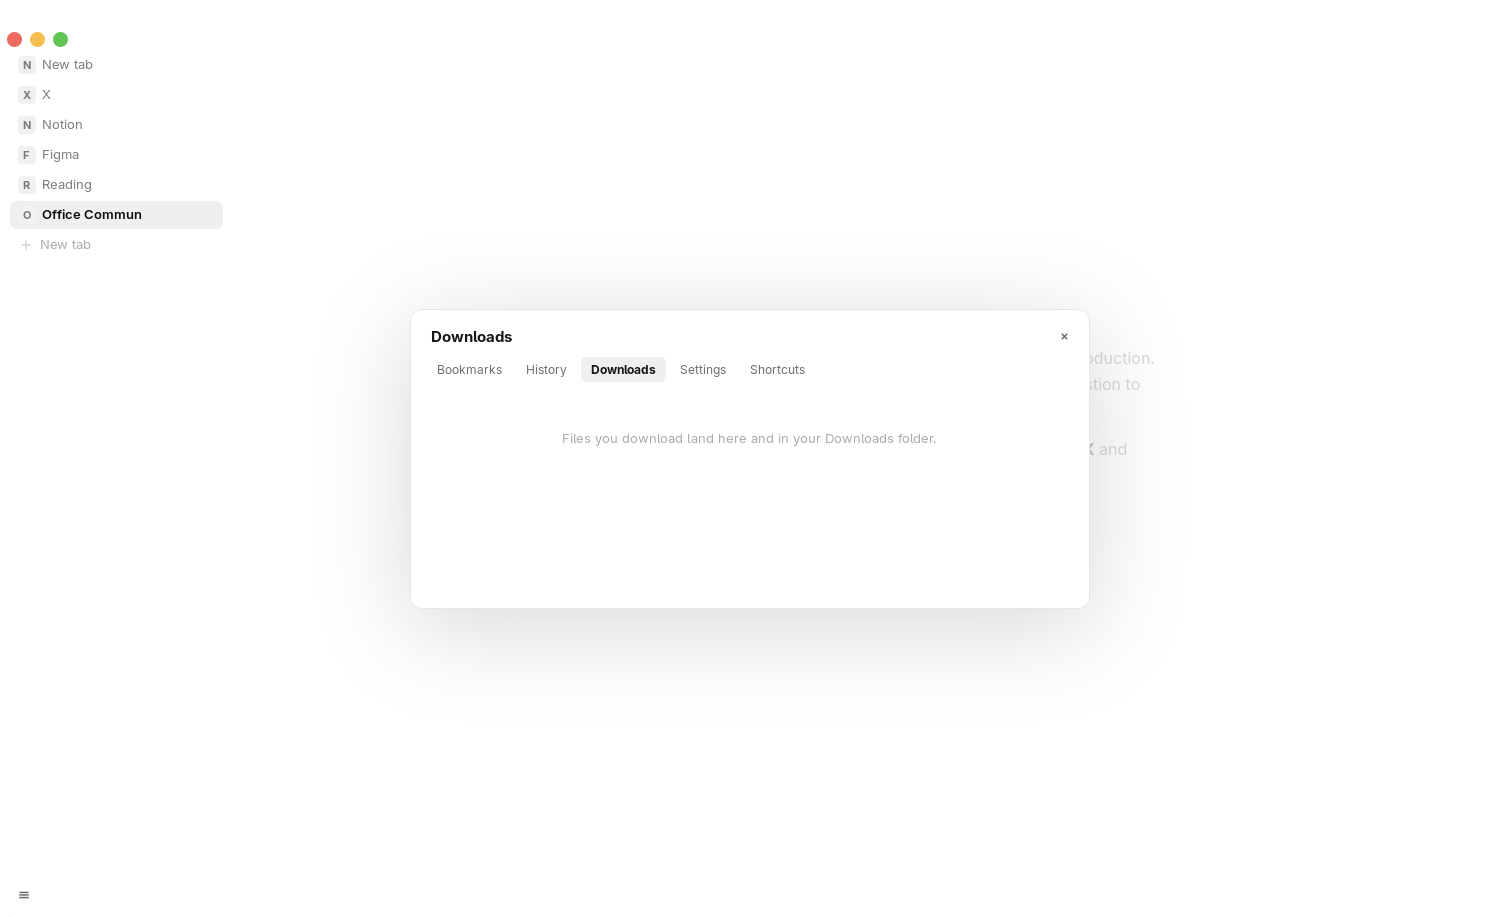 N New tab
X X
N Notion
F Figma
R Reading
O Office Commun
+ New tab
Downloads ×
Bookmarks History Downloads Settings Shortcuts
Files you download land here and in your Downloads folder.
and